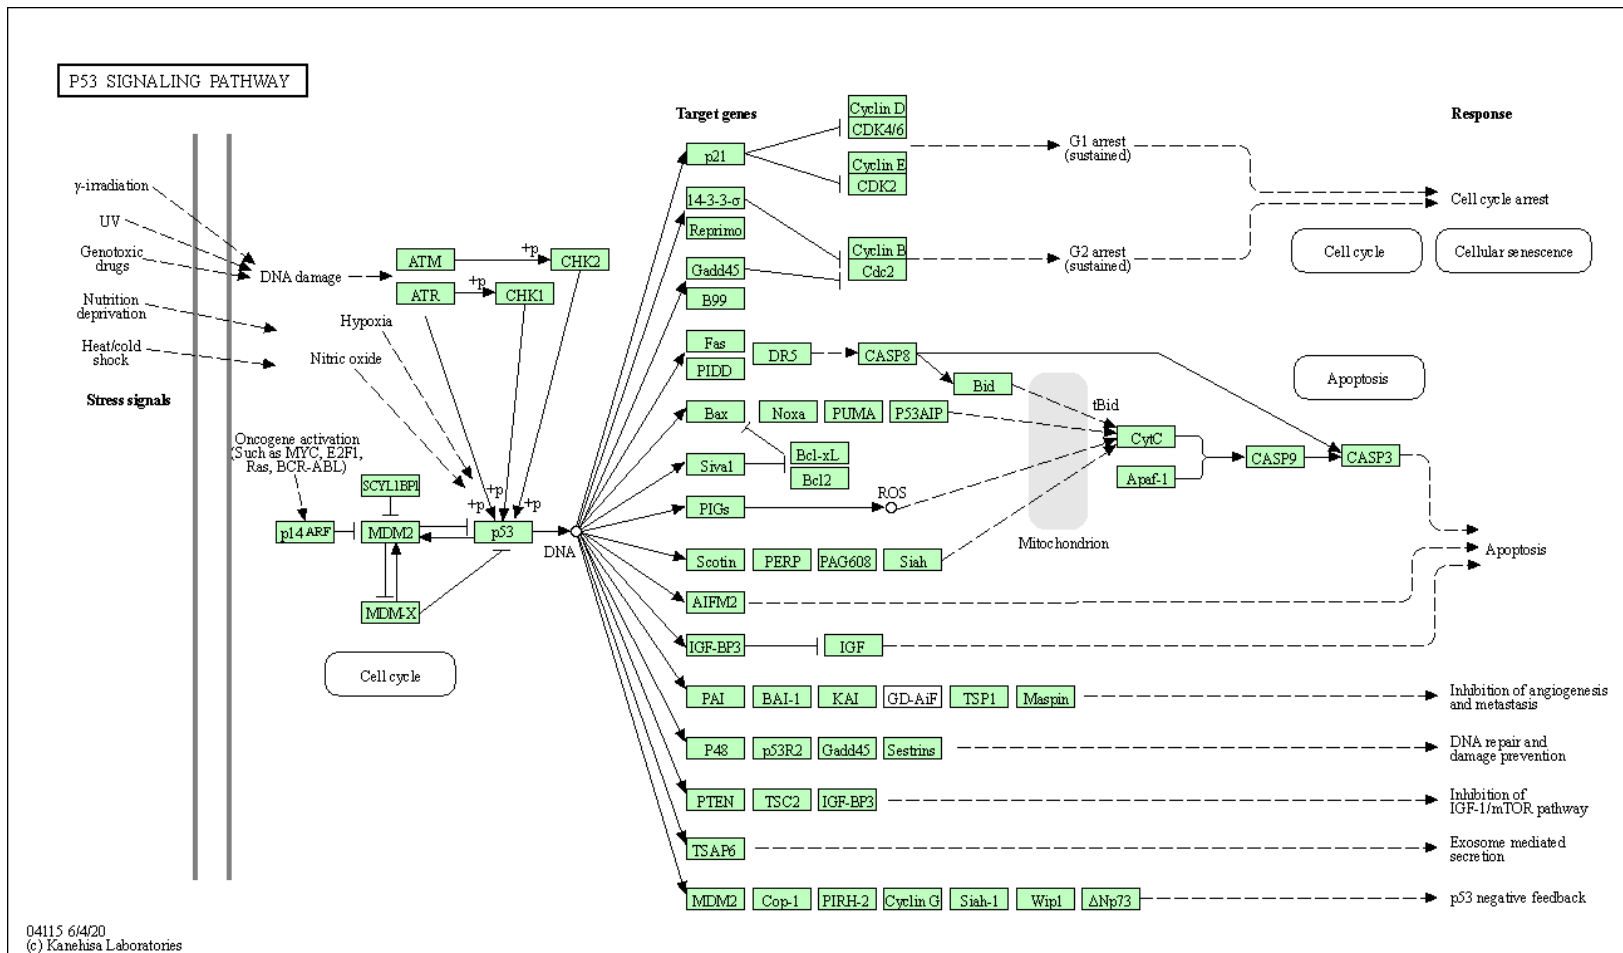 P53 SIGNALING PATHWAY
Target genes
Response
γ-irradiation
UV
Genotoxic
drugs
Nutrition
deprivation
Heat/cold
shock
Stress signals
DNA damage
ATM
+p
CHK2
ATR
+p
CHK1
Hypoxia
Nitric oxide
Oncogene activation
(Such as MYC, E2F1,
Ras, BCR-ABL)
SCYL1BP1
+p
+p
+p
p14 ARF
MDM2
p53
DNA
MDM-X
Cell cycle
p21
Cyclin D
CDK4/6
Cyclin E
CDK2
G1 arrest
(sustained)
14-3-3-σ
Reprimo
Gadd45
B99
Cyclin B
Cdc2
G2 arrest
(sustained)
Cell cycle arrest
Cell cycle
Cellular senescence
Fas
PIDD
DR5
CASP8
Bid
tBid
Apoptosis
Bax
Noxa
PUMA
P53AIP
CytC
Apaf-1
CASP9
CASP3
Siva1
Bcl-xL
Bcl2
PIGs
ROS
Mitochondrion
Scotin
PERP
PAG608
Siah
Apoptosis
AIFM2
IGF-BP3
IGF
PAI
BAI-1
KAI
GD-AiF
TSP1
Maspin
Inhibition of angiogenesis
and metastasis
P48
p53R2
Gadd45
Sestrins
DNA repair and
damage prevention
PTEN
TSC2
IGF-BP3
Inhibition of
IGF-1/mTOR pathway
TSAP6
Exosome mediated
secretion
MDM2
Cop-1
PIRH-2
Cyclin G
Siah-1
Wip1
ΔNp73
p53 negative feedback
04115 6/4/20
(c) Kanehisa Laboratories